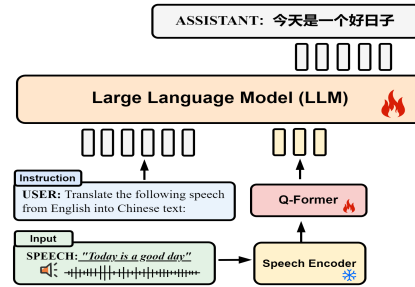 ASSISTANT: 今天是一个好日子
Large Language Model (LLM)
Instruction
USER: Translate the following speech
from English into Chinese text:
Q-Former
Input
SPEECH: "Today is a good day"
Speech Encoder